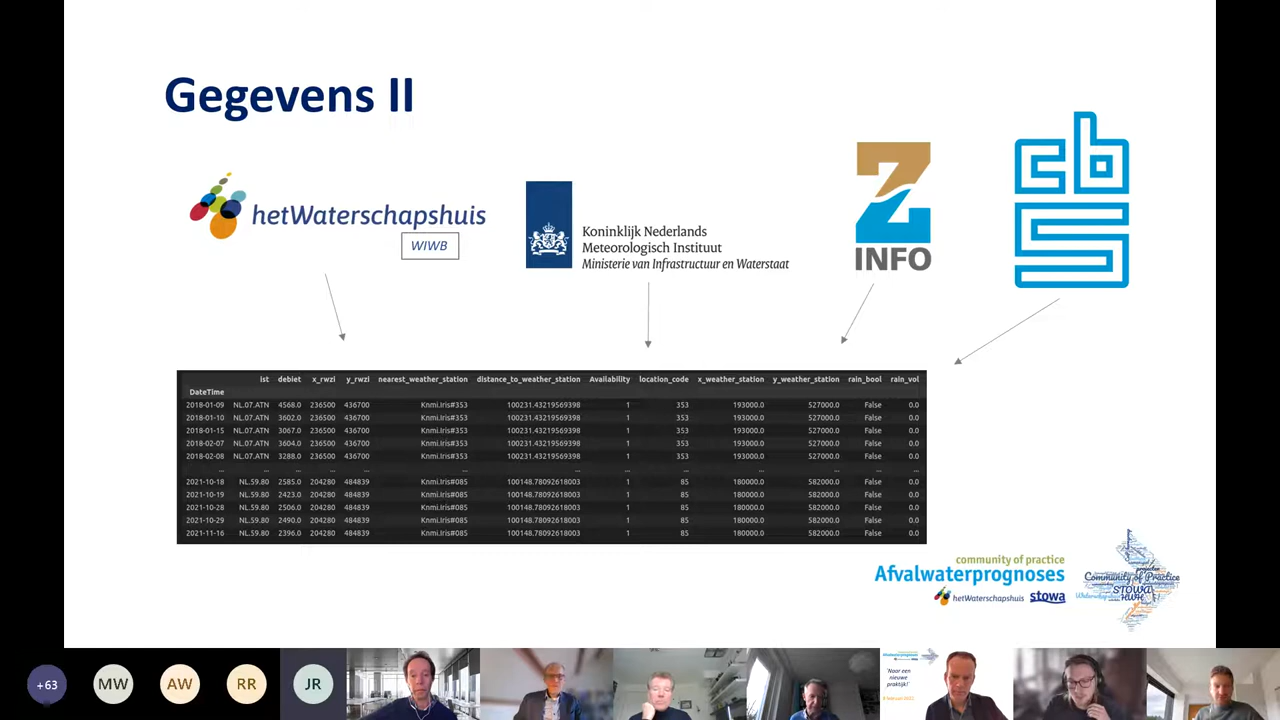 Gegevens II
hetWaterschapshuis
WIWB
Koninklijk Nederlands
Meteorologisch Instituut
Ministerie van Infrastructuur en Waterstaat
Z
INFO
cbs
ist debiet x_rwzi y_rwzi nearest_weather_station distance_to_weather_station Availability location_code x_weather_station y_weather_station rain_bool rain_vol
DateTime
2018-01-09 NL.07.ATN 4568.0 236500 436700 Knmi.Iris#353 100231.43219569398 1 353 193000.0 527000.0 False 0.0
2018-01-10 NL.07.ATN 3602.0 236500 436700 Knmi.Iris#353 100231.43219569398 1 353 193000.0 527000.0 False 0.0
2018-01-15 NL.07.ATN 3067.0 236500 436700 Knmi.Iris#353 100231.43219569398 1 353 193000.0 527000.0 False 0.0
2018-02-07 NL.07.ATN 3604.0 236500 436700 Knmi.Iris#353 100231.43219569398 1 353 193000.0 527000.0 False 0.0
2018-02-08 NL.07.ATN 3288.0 236500 436700 Knmi.Iris#353 100231.43219569398 1 353 193000.0 527000.0 False 0.0
... ... ... ... ... ... ... ... ... ... ... ... ...
2021-10-18 NL.59.80 2585.0 204280 484839 Knmi.Iris#085 100148.78092618003 1 85 180000.0 582000.0 False 0.0
2021-10-19 NL.59.80 2423.0 204280 484839 Knmi.Iris#085 100148.78092618003 1 85 180000.0 582000.0 False 0.0
2021-10-28 NL.59.80 2506.0 204280 484839 Knmi.Iris#085 100148.78092618003 1 85 180000.0 582000.0 False 0.0
2021-10-29 NL.59.80 2490.0 204280 484839 Knmi.Iris#085 100148.78092618003 1 85 180000.0 582000.0 False 0.0
2021-11-16 NL.59.80 2396.0 204280 484839 Knmi.Iris#085 100148.78092618003 1 85 180000.0 582000.0 False 0.0
community of practice
Afvalwaterprognoses
hetWaterschapshuis stowa
Community of Practice
STOWA
HWH
+63 MW AW RR JR
Afvalwaterprognoses
'Naar een
nieuwe
praktijk!'